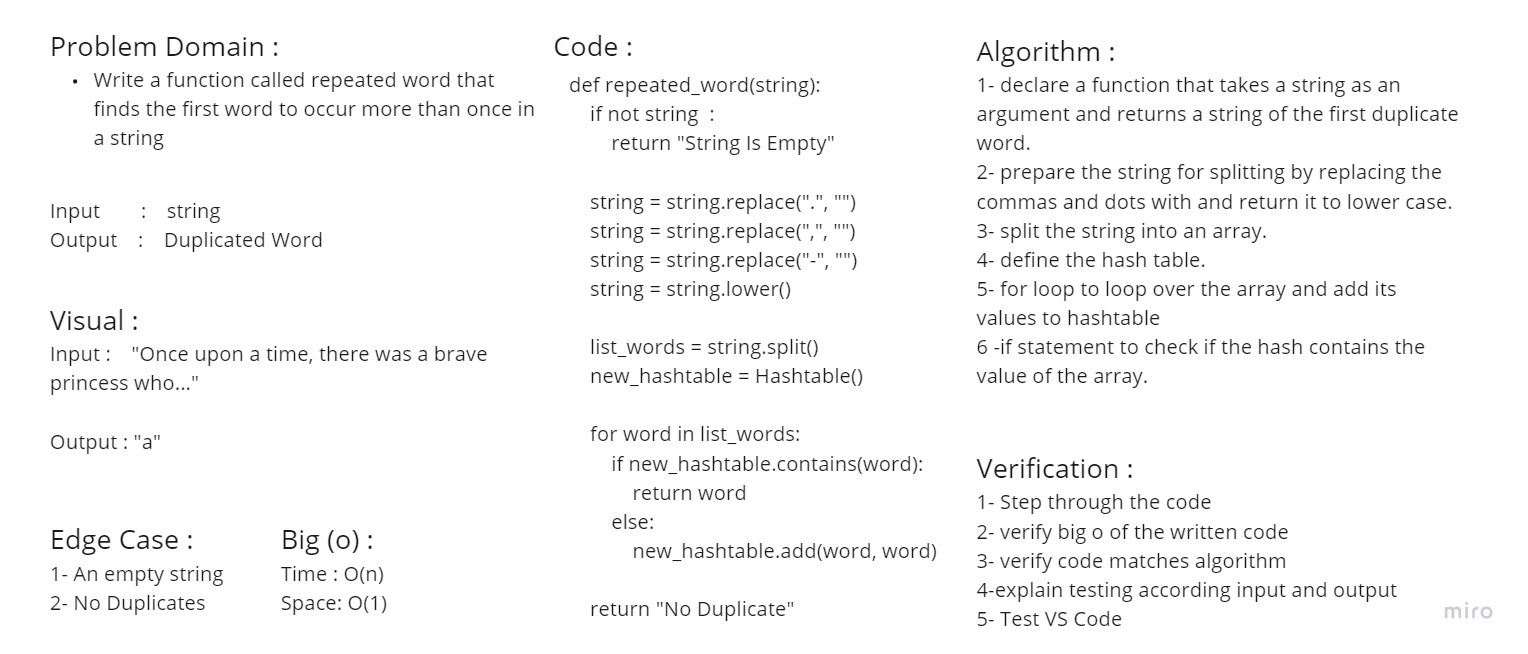 Problem Domain :
• Write a function called repeated word that
finds the first word to occur more than once in
a string
Input : string
Output : Duplicated Word
Visual :
Input : "Once upon a time, there was a brave
princess who..."
Output : "a"
Edge Case :
1- An empty string
2- No Duplicates
Big (o) :
Time : O(n)
Space: O(1)
Code :
def repeated_word(string):
if not string :
return "String Is Empty"
string = string.replace(".", "")
string = string.replace(",", "")
string = string.replace("-", "")
string = string.lower()
list_words = string.split()
new_hashtable = Hashtable()
for word in list_words:
if new_hashtable.contains(word):
return word
else:
new_hashtable.add(word, word)
return "No Duplicate"
Algorithm :
1- declare a function that takes a string as an
argument and returns a string of the first duplicate
word.
2- prepare the string for splitting by replacing the
commas and dots with and return it to lower case.
3- split the string into an array.
4- define the hash table.
5- for loop to loop over the array and add its
values to hashtable
6 -if statement to check if the hash contains the
value of the array.
Verification :
1- Step through the code
2- verify big o of the written code
3- verify code matches algorithm
4-explain testing according input and output
5- Test VS Code
miro